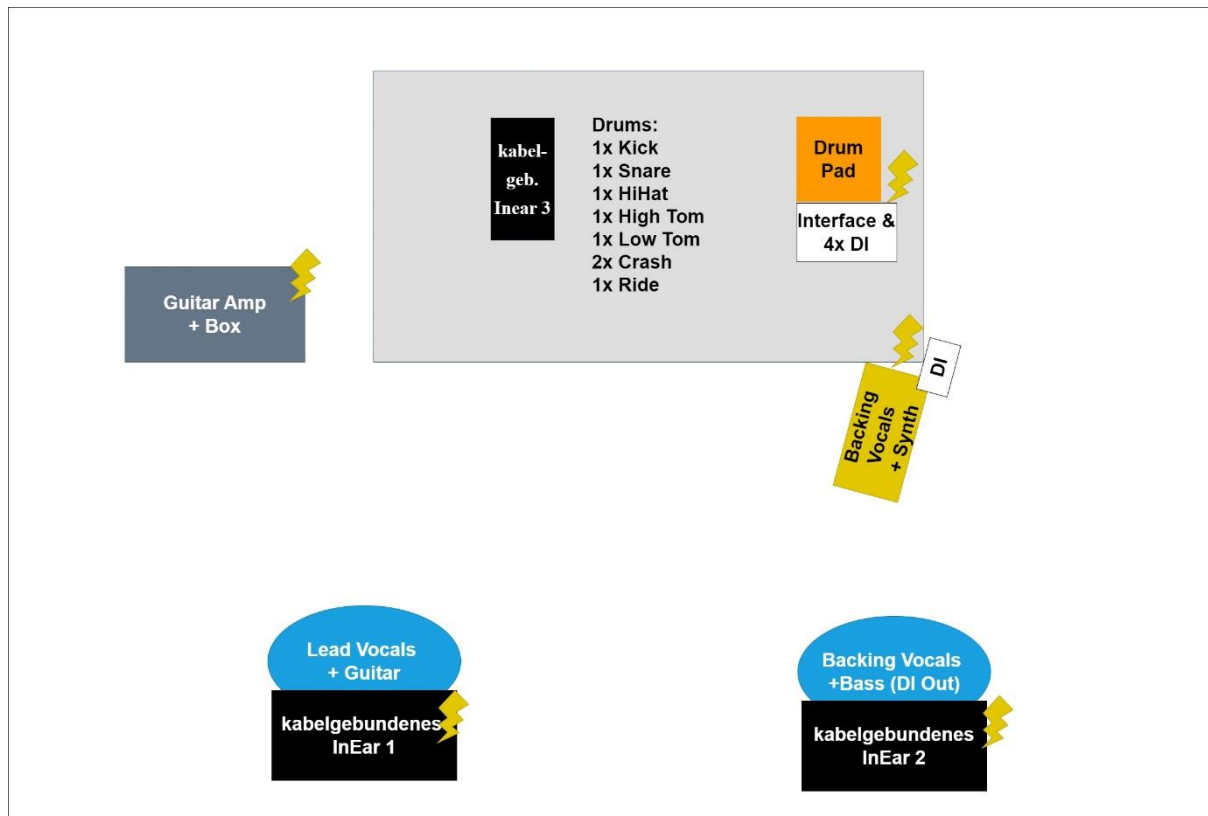 kabel-
geb.
Inear 3
Drums:
1x Kick
1x Snare
1x HiHat
1x High Tom
1x Low Tom
2x Crash
1x Ride
Drum
Pad
Interface &
4x DI
Guitar Amp
+ Box
DI
Backing
Vocals
+ Synth
Lead Vocals
+ Guitar
kabelgebundenes
InEar 1
Backing Vocals
+Bass (DI Out)
kabelgebundenes
InEar 2